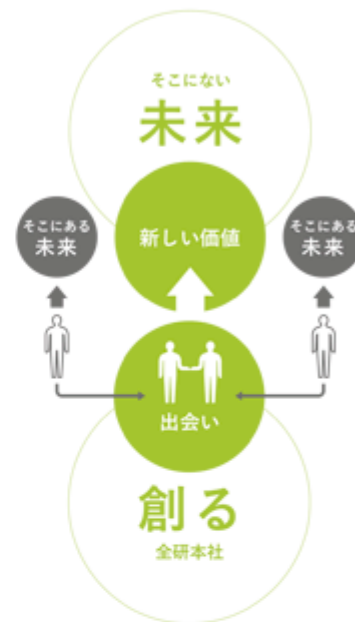 そこにない
未来
そこにある
未来
新しい価値
そこにある
未来
出会い
創る
全研本社